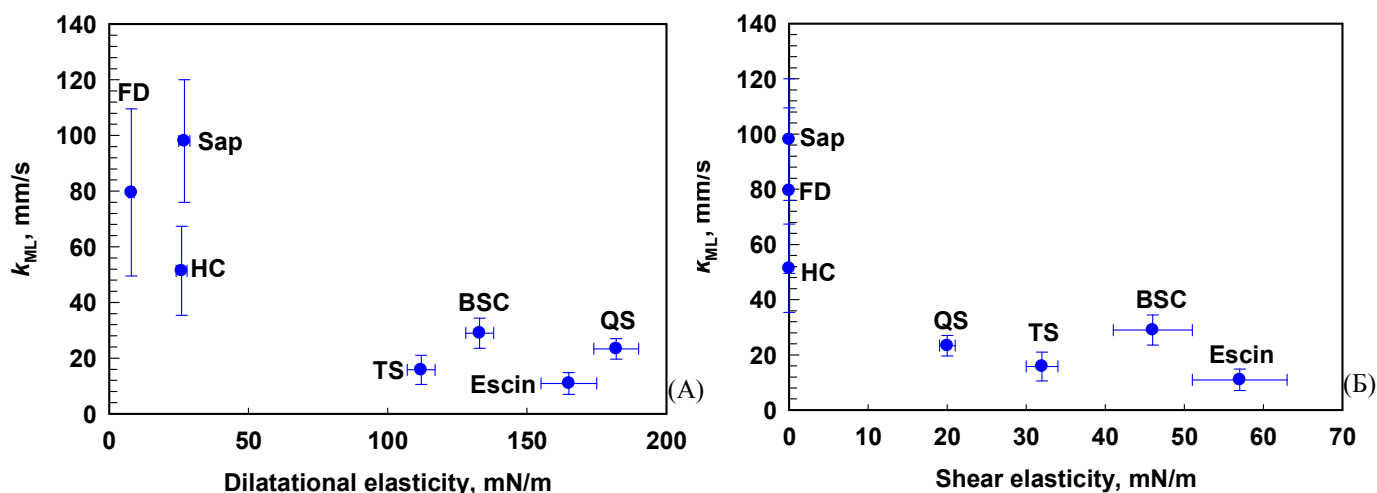 140
120
100
80
60
40
20
0
k_ML, mm/s
FD
Sap
HC
BSC
QS
TS
Escin
(А)
0
50
100
150
200
Dilatational elasticity, mN/m
140
120
100
80
60
40
20
0
κ_ML, mm/s
Sap
FD
HC
QS
TS
BSC
Escin
(Б)
0
10
20
30
40
50
60
70
Shear elasticity, mN/m